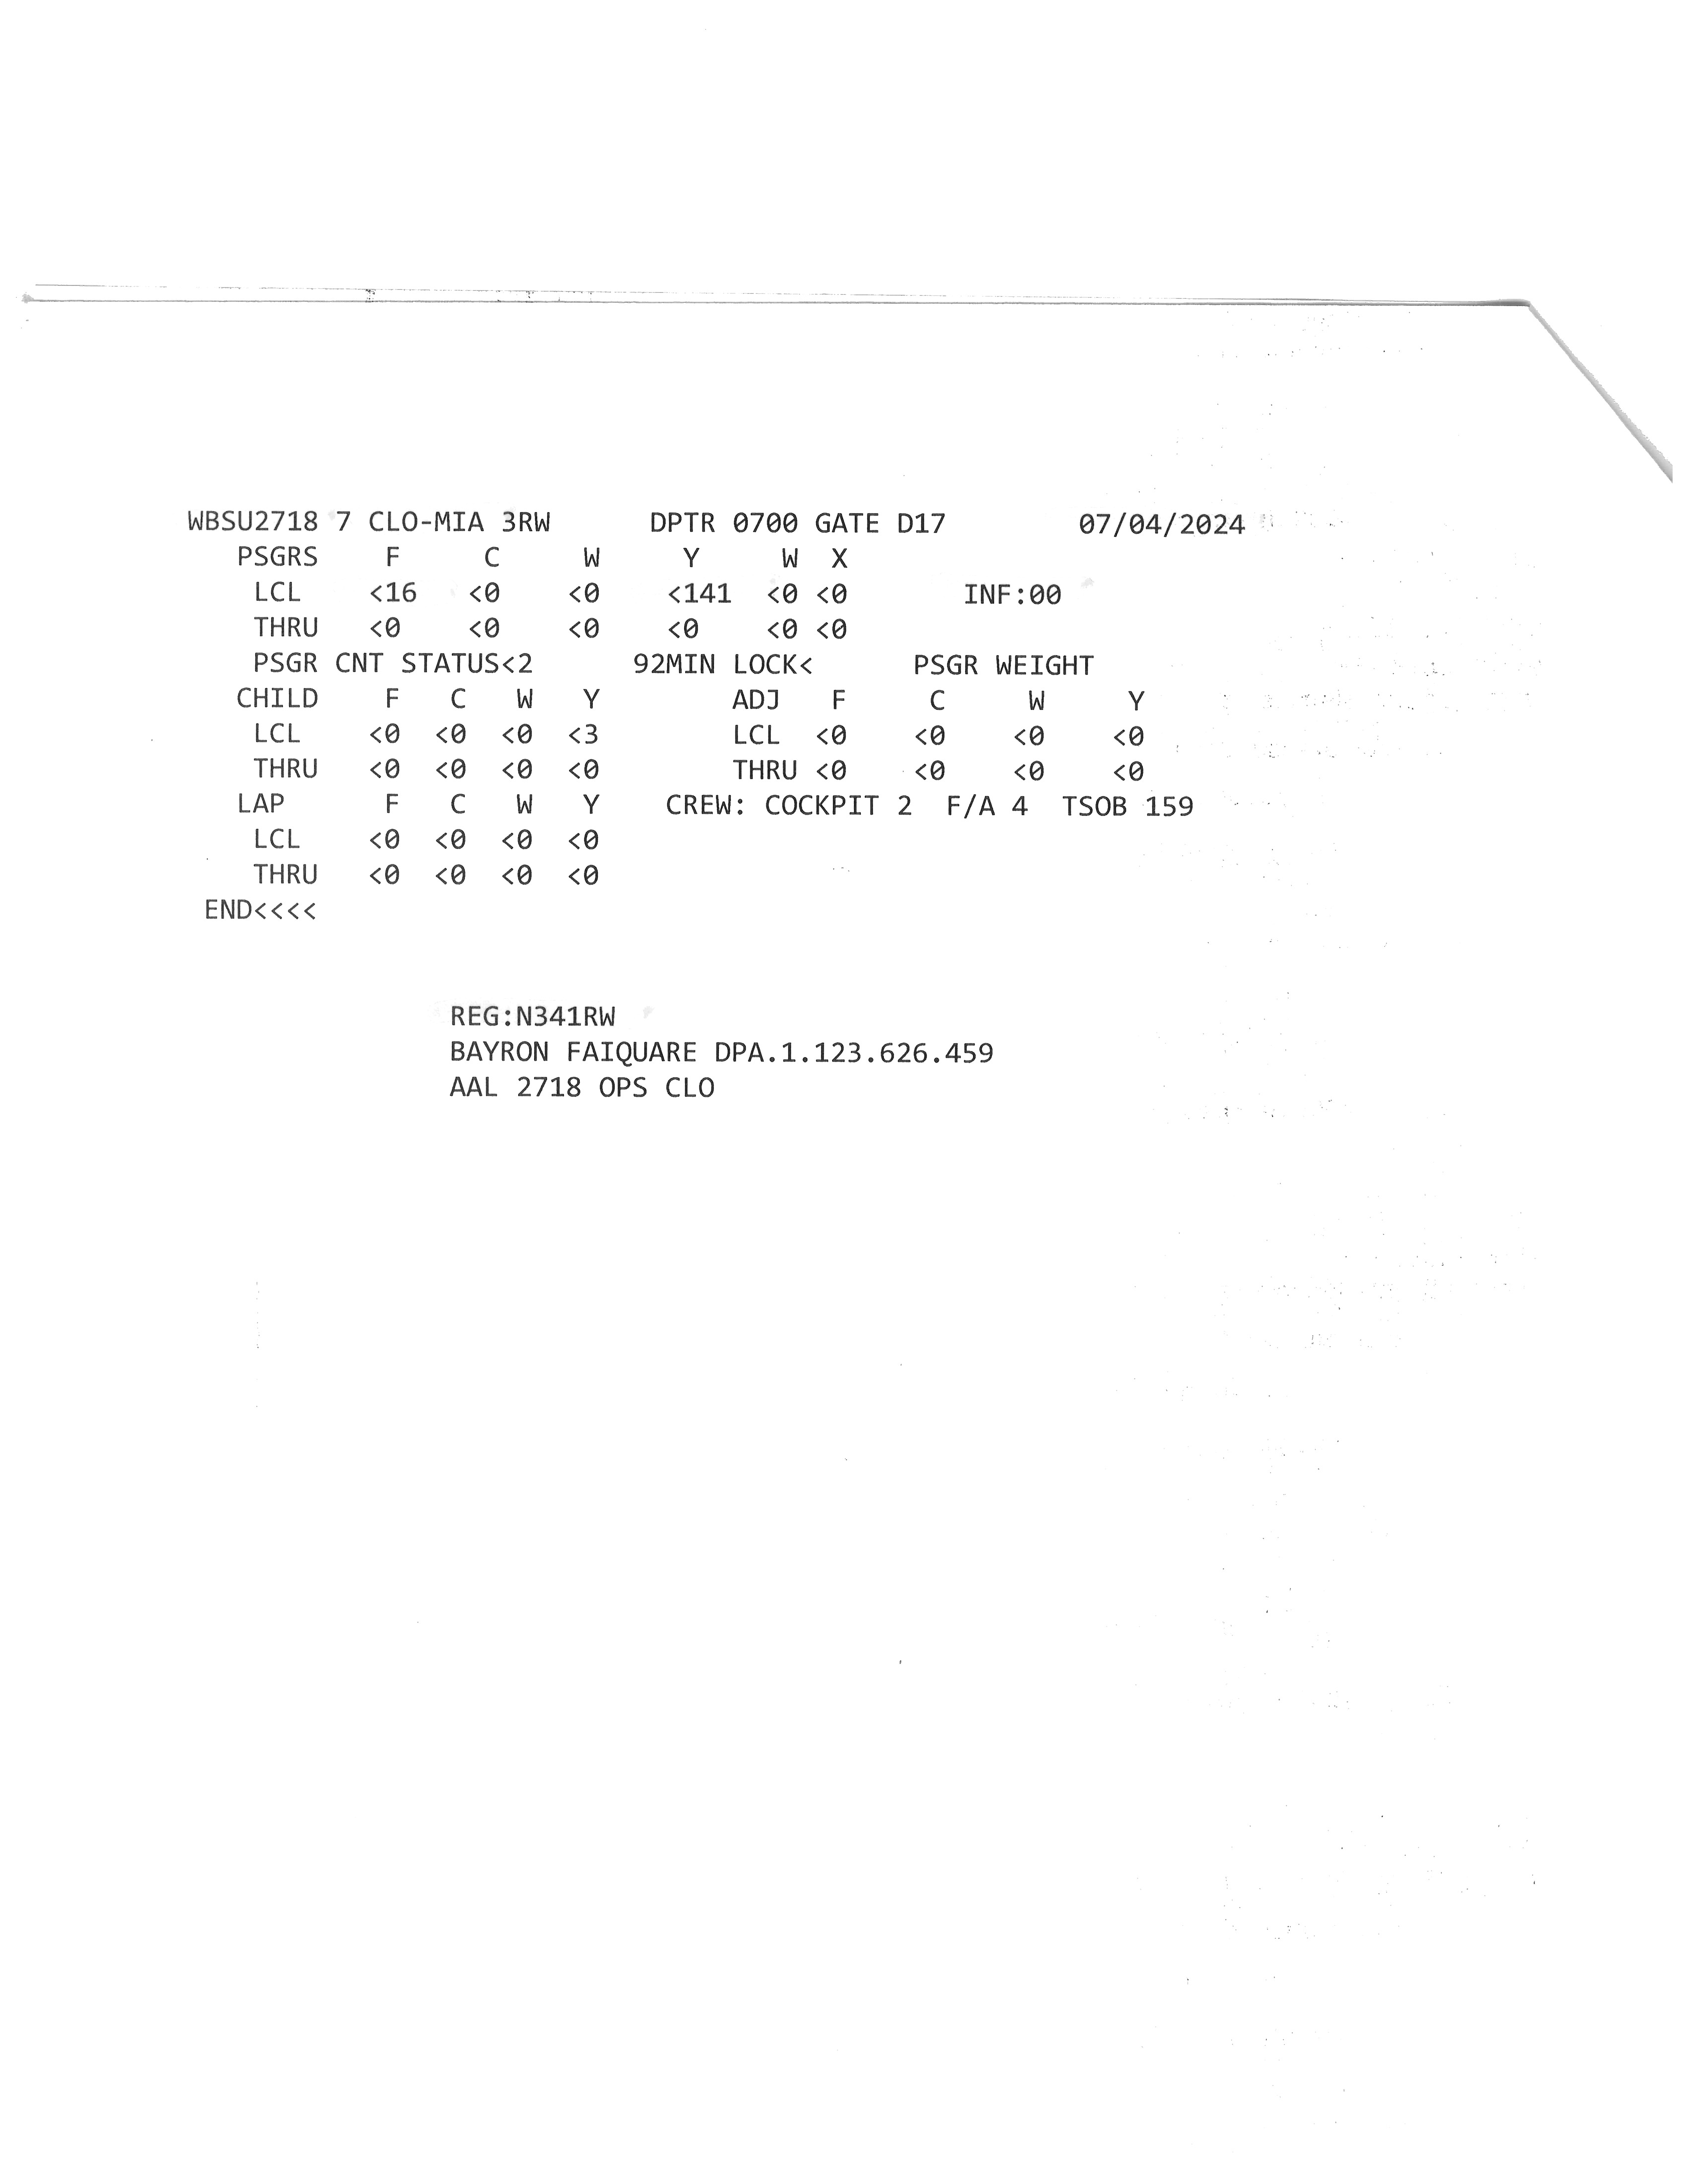 WBSU2718 7 CLO-MIA 3RW DPTR 0700 GATE D17 07/04/2024
PSGRS F C W Y W X
LCL <16 <0 <0 <141 <0 <0 INF:00
THRU <0 <0 <0 <0 <0 <0
PSGR CNT STATUS<2 92MIN LOCK< PSGR WEIGHT
CHILD F C W Y ADJ F C W Y
LCL <0 <0 <0 <3 LCL <0 <0 <0 <0
THRU <0 <0 <0 <0 THRU <0 <0 <0 <0
LAP F C W Y CREW: COCKPIT 2 F/A 4 TSOB 159
LCL <0 <0 <0 <0
THRU <0 <0 <0 <0
END<<<<
REG:N341RW
BAYRON FAIQUARE DPA.1.123.626.459
AAL 2718 OPS CLO